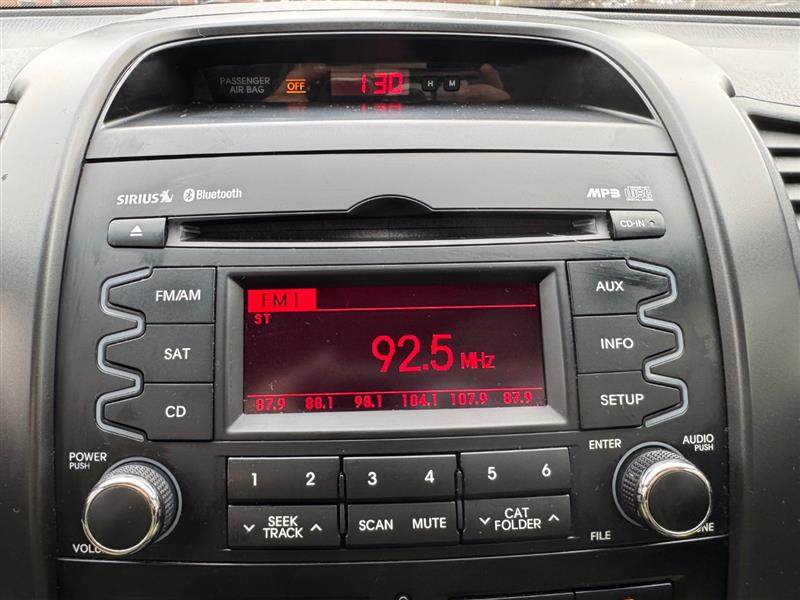 PASSENGER
AIR BAG
OFF
1:30
H
M
SIRIUS
Bluetooth
MP3
disc
CD-IN
FM/AM
SAT
CD
FM1
ST
92.5 MHz
87.9 88.1 98.1 104.1 107.9 87.9
AUX
INFO
SETUP
POWER
PUSH
VOLU
1 2
3 4
5 6
SEEK
TRACK
SCAN MUTE
CAT
FOLDER
ENTER
AUDIO
PUSH
FILE